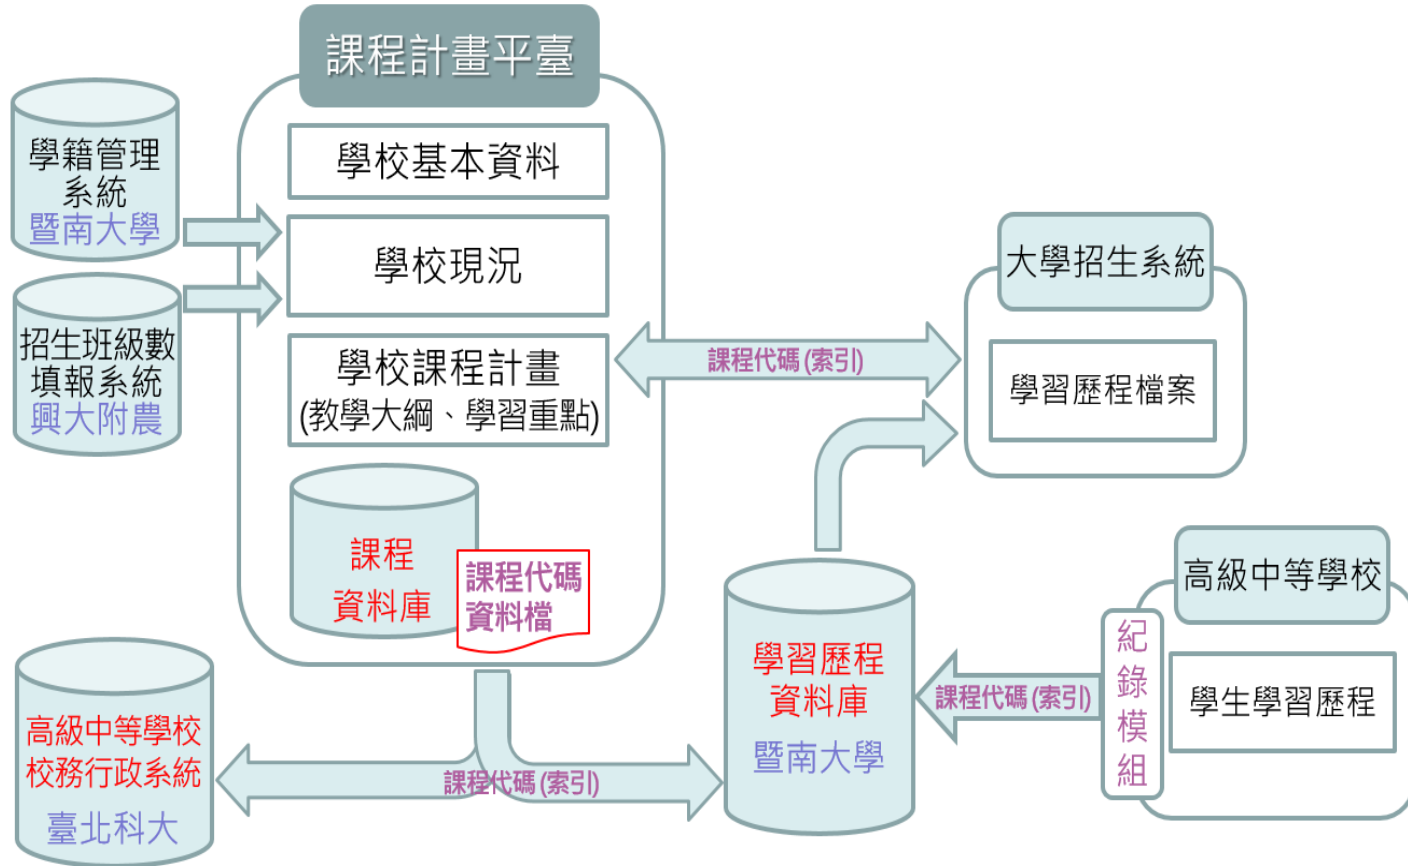 課程計畫平臺
學校基本資料
學校現況
學校課程計畫
(教學大綱、學習重點)
課程
資料庫
課程代碼
資料檔
學籍管理
系統
暨南大學
招生班級數
填報系統
興大附農
課程代碼(索引)
大學招生系統
學習歷程檔案
高級中等學校
校務行政系統
臺北科大
課程代碼(索引)
學習歷程
資料庫
暨南大學
課程代碼(索引)
紀
錄
模
組
高級中等學校
學生學習歷程